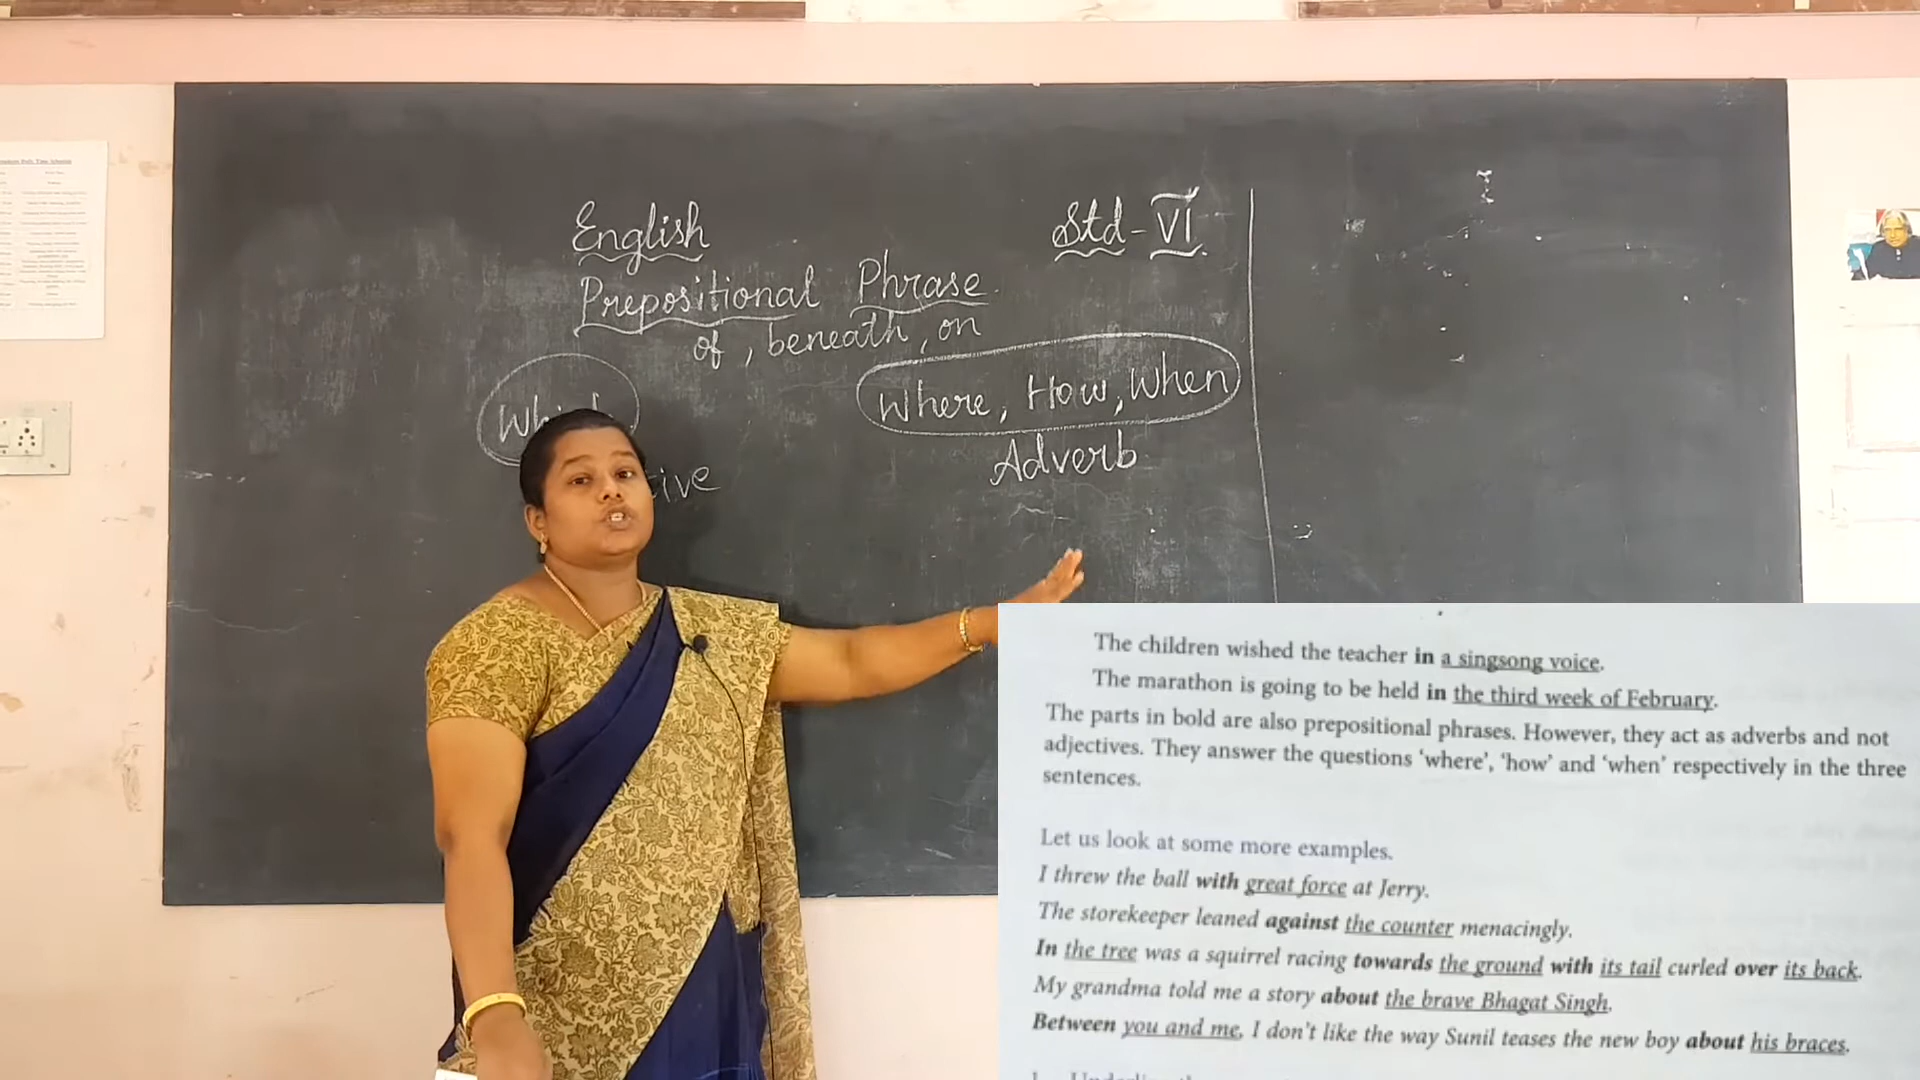 English
Std - VI
Prepositional Phrase
of, beneath, on
Where, How, When
Adverb
The children wished the teacher in a singsong voice.
The marathon is going to be held in the third week of February.
The parts in bold are also prepositional phrases. However, they act as adverbs and not
adjectives. They answer the questions ‘where’, ‘how’ and ‘when’ respectively in the three
sentences.
Let us look at some more examples.
I threw the ball with great force at Jerry.
The storekeeper leaned against the counter menacingly.
In the tree was a squirrel racing towards the ground with its tail curled over its back.
My grandma told me a story about the brave Bhagat Singh.
Between you and me, I don’t like the way Sunil teases the new boy about his braces.